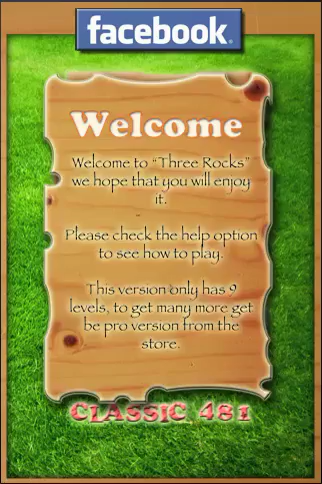 facebook
Welcome
Welcome to "Three Rocks"
we hope that you will enjoy
it.
Please check the help option
to see how to play.
This version only has 9
levels, to get many more get
be pro version from the
store.
CLASSIC 481